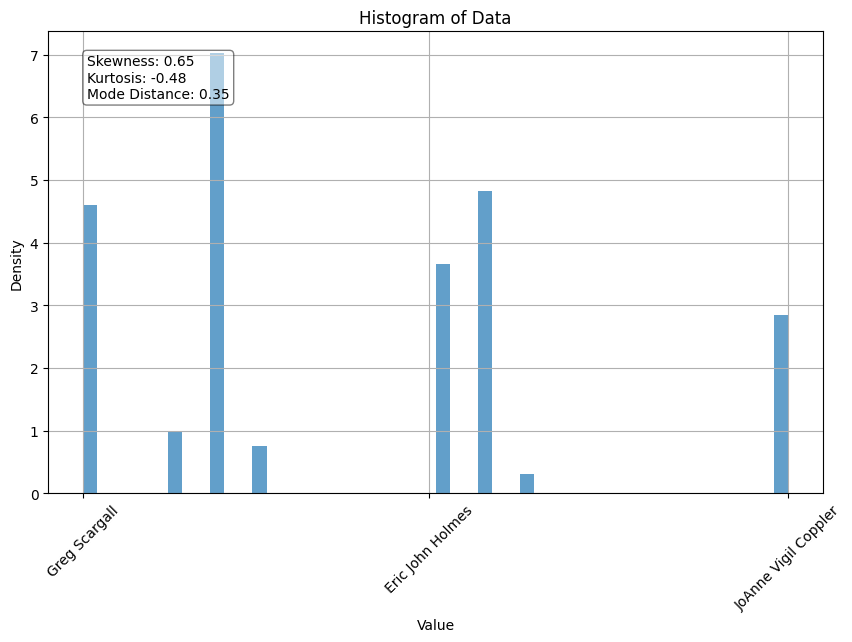 Histogram of Data
Skewness: 0.65
Kurtosis: -0.48
Mode Distance: 0.35
Density
7
6
5
4
3
2
1
0
Greg Scargall
Eric John Holmes
JoAnne Vigil Coppler
Value